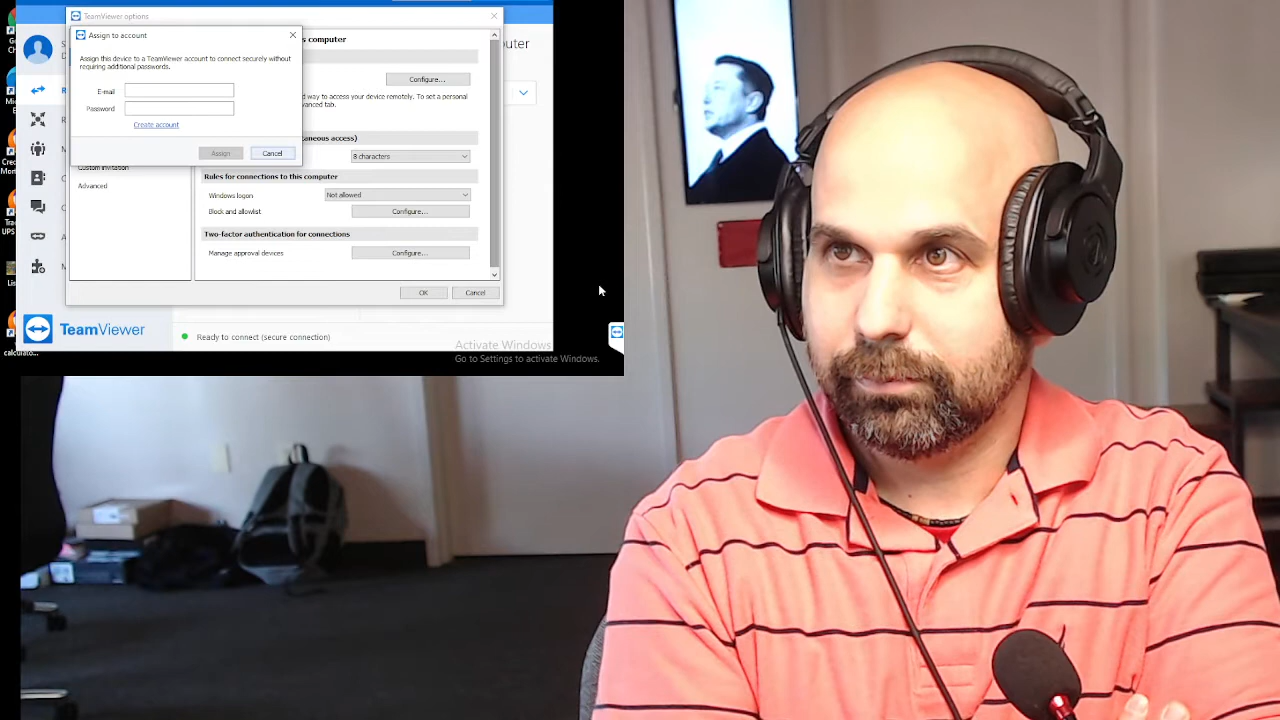 TeamViewer options
Assign to account
Assign this device to a TeamViewer account to connect securely without
requiring additional passwords.
E-mail
Password
Create account
Assign
Cancel
s computer
uter
Configure...
d way to access your device remotely. To set a personal
vanced tab.
taneous access)
8 characters
Custom invitation
Advanced
Rules for connections to this computer
Windows logon
Not allowed
Block and allowlist
Configure...
Two-factor authentication for connections
Manage approval devices
Configure...
OK
Cancel
TeamViewer
Ready to connect (secure connection)
Activate Windows
Go to Settings to activate Windows.
calculato...